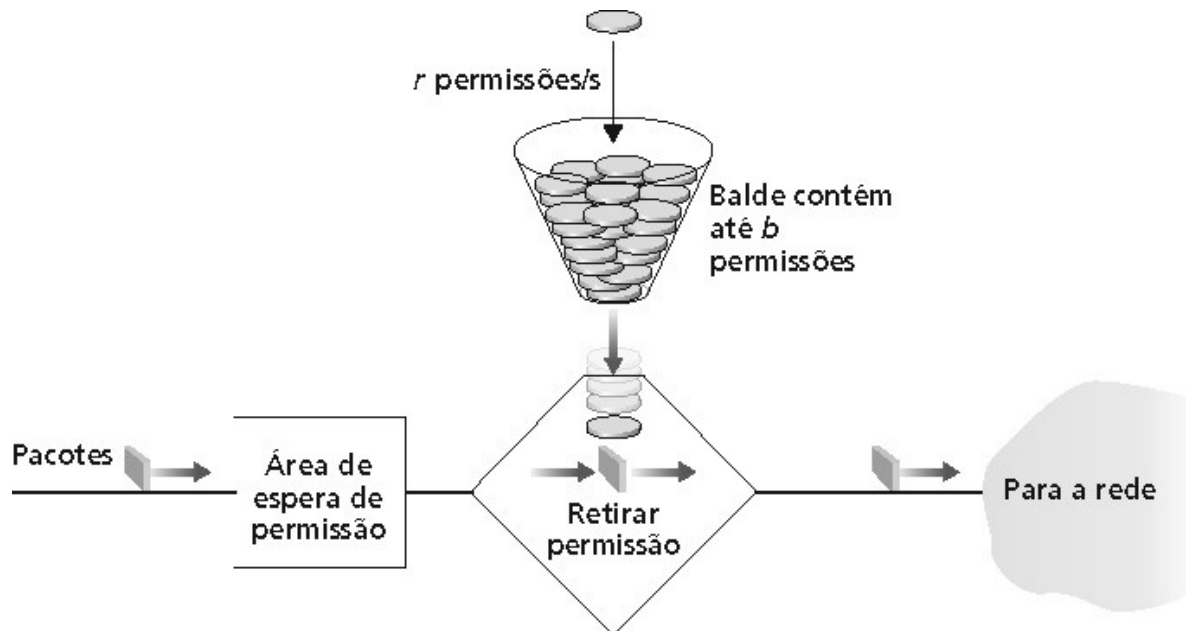 r permissões/s
Balde contém
até b
permissões
Pacotes
Área de
espera de
permissão
Retirar
permissão
Para a rede